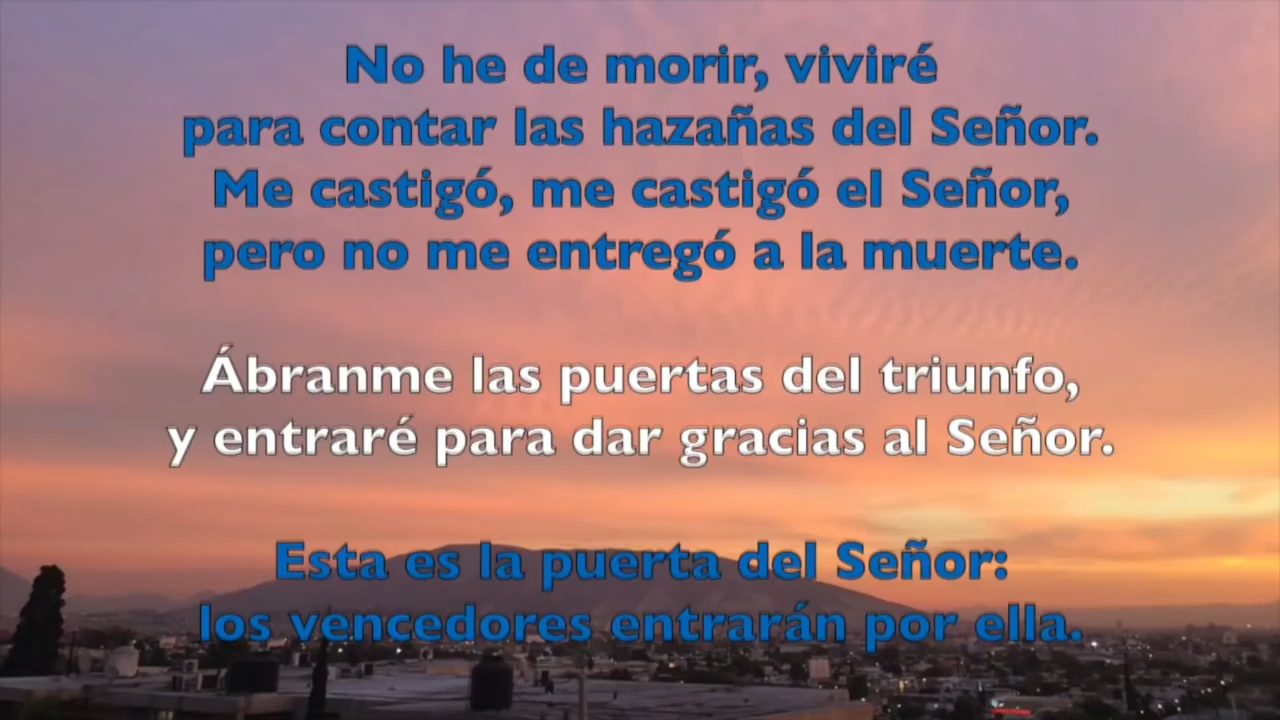 No he de morir, viviré
para contar las hazañas del Señor.
Me castigó, me castigó el Señor,
pero no me entregó a la muerte.
Ábranme las puertas del triunfo,
y entraré para dar gracias al Señor.
Esta es la puerta del Señor:
los vencedores entrarán por ella.